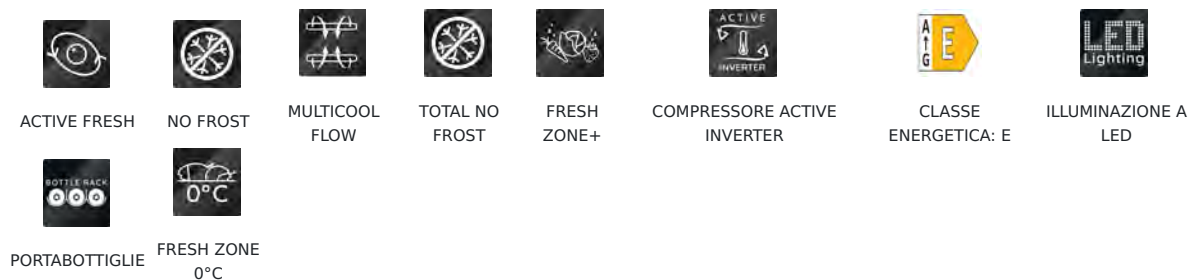 ACTIVE
INVERTER
A
G
E
LED
Lighting
ACTIVE FRESH
NO FROST
MULTICOOL
FLOW
TOTAL NO
FROST
FRESH
ZONE+
COMPRESSORE ACTIVE
INVERTER
CLASSE
ENERGETICA: E
ILLUMINAZIONE A
LED
BOTTLE RACK
0°C
PORTABOTTIGLIE
FRESH ZONE
0°C